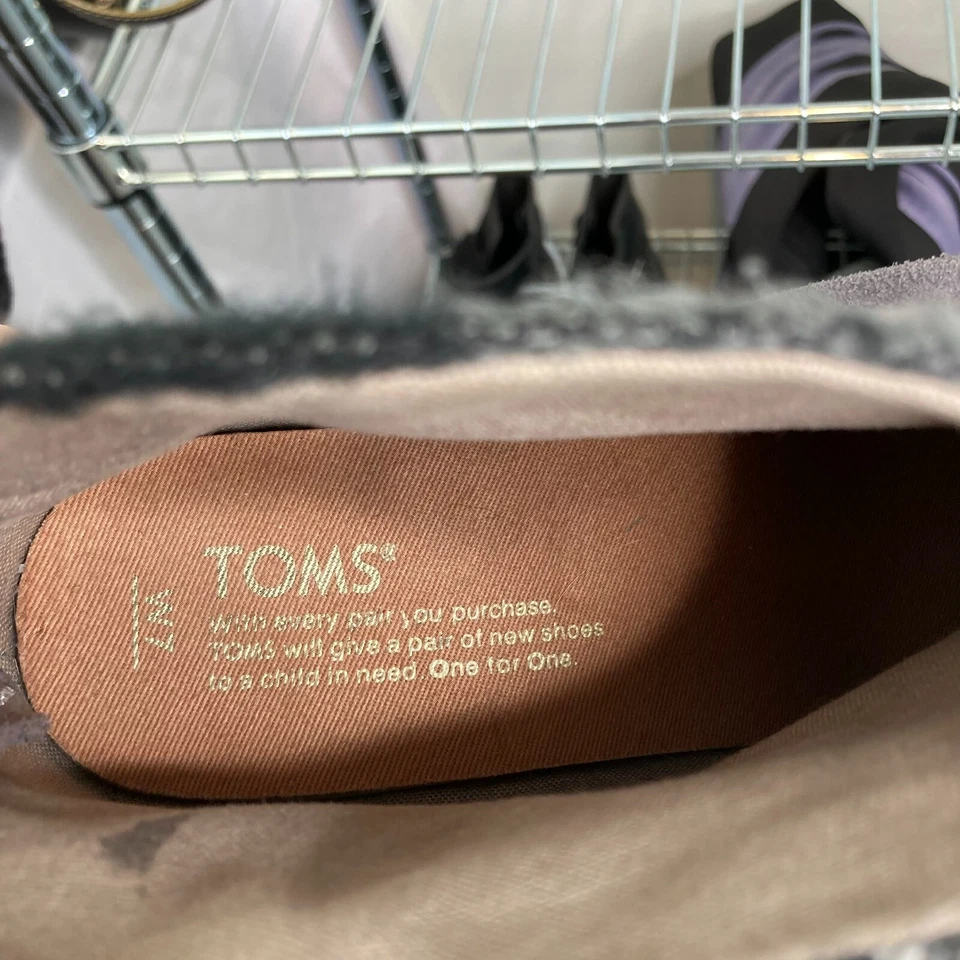 W7
TOMS®
With every pair you purchase,
TOMS will give a pair of new shoes
to a child in need. One for One.